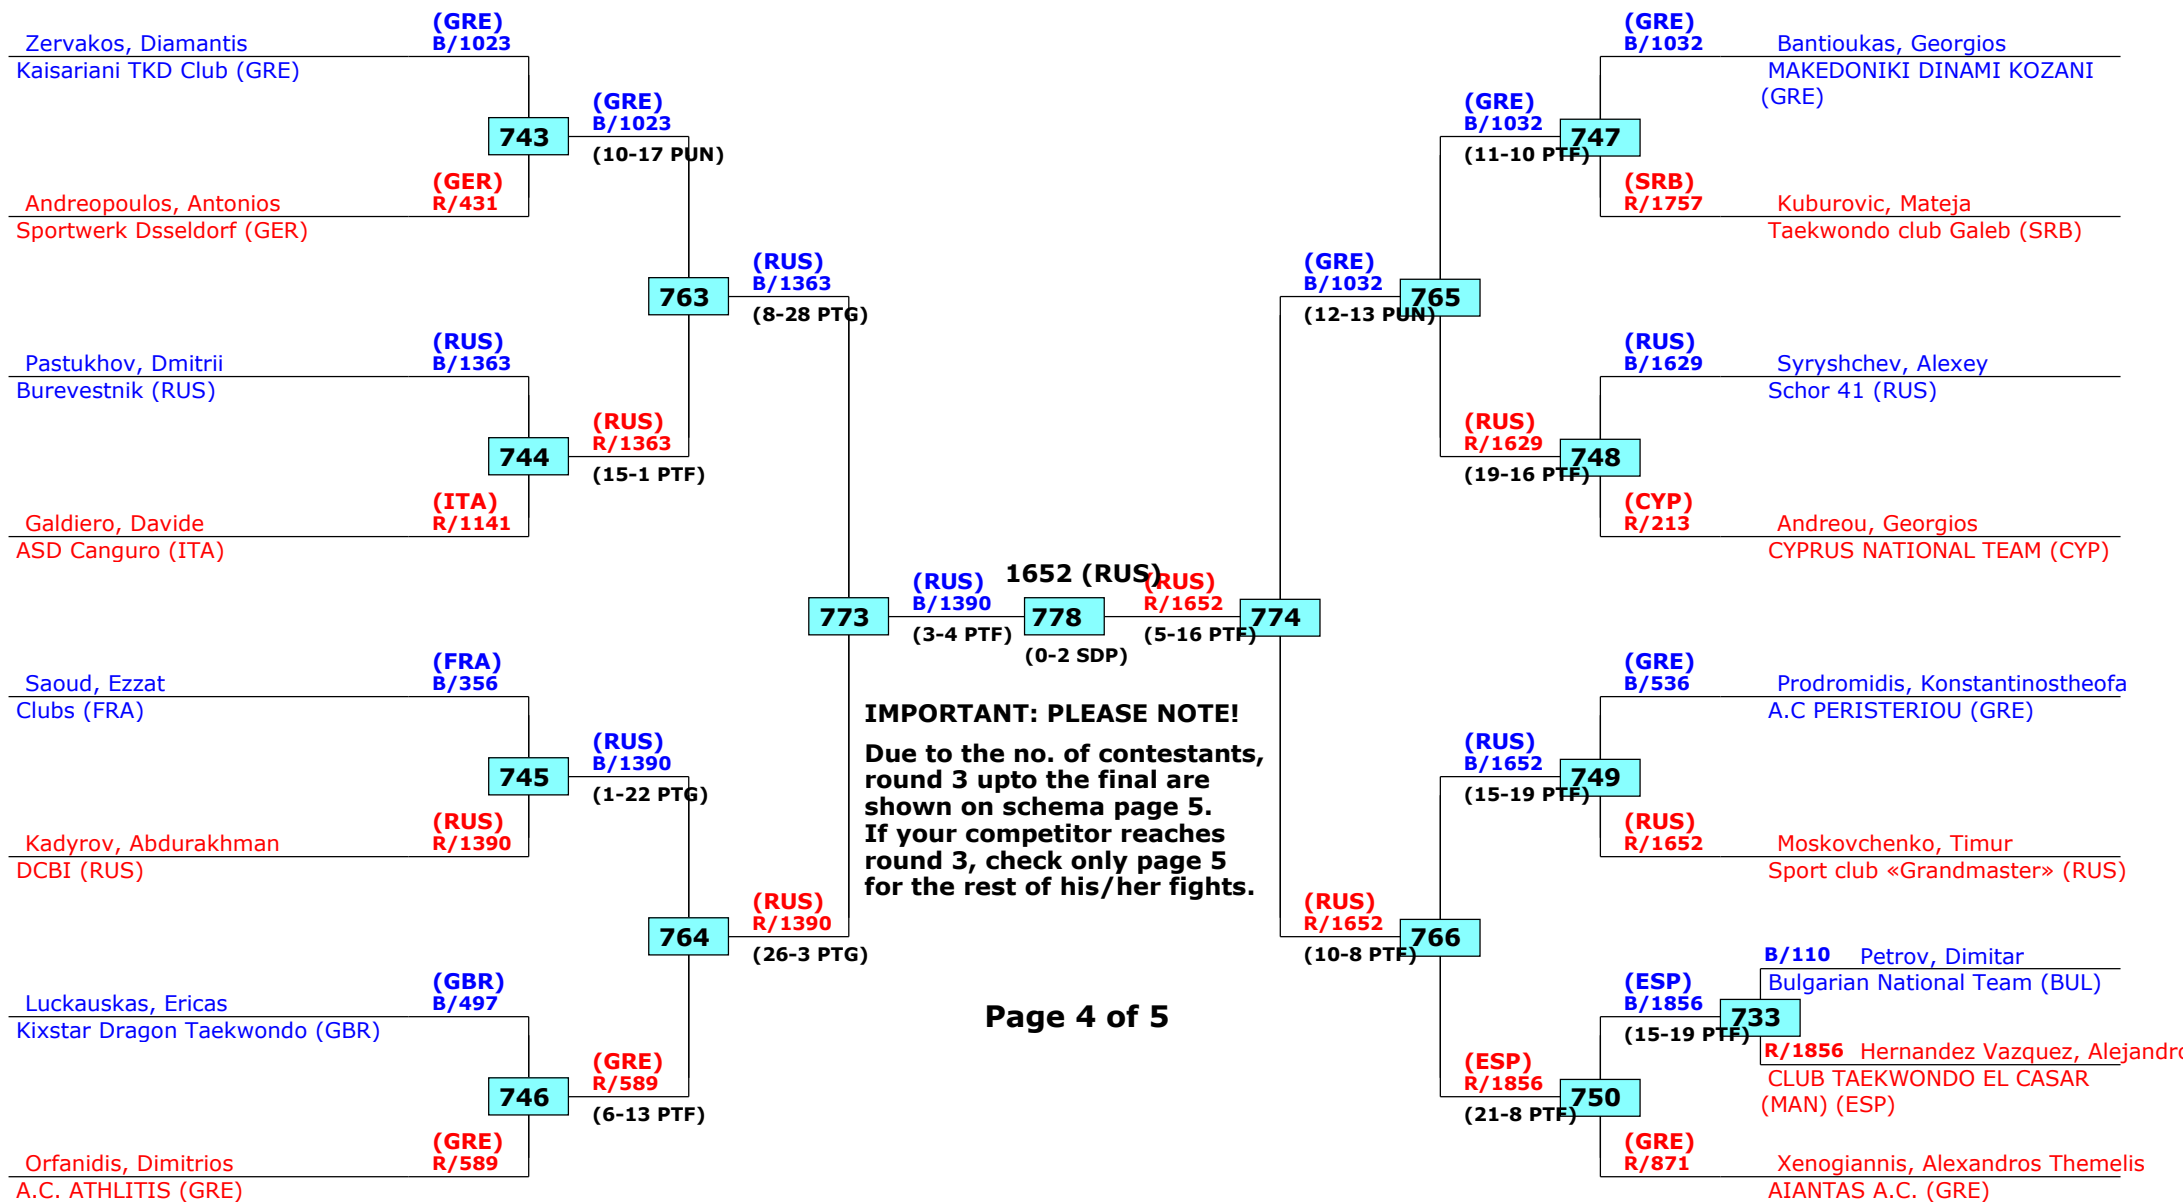 (GRE)
B/1023
Zervakos, Diamantis
Kaisariani TKD Club (GRE)
743
(GER)
R/431
Andreopoulos, Antonios
Sportwerk Dsseldorf (GER)
(GRE)
B/1023
(10-17 PUN)
763
(RUS)
B/1363
Pastukhov, Dmitrii
Burevestnik (RUS)
744
(ITA)
R/1141
Galdiero, Davide
ASD Canguro (ITA)
(RUS)
R/1363
(15-1 PTF)
(RUS)
B/1363
(8-28 PTG)
773
(FRA)
B/356
Saoud, Ezzat
Clubs (FRA)
745
(RUS)
R/1390
Kadyrov, Abdurakhman
DCBI (RUS)
(RUS)
B/1390
(1-22 PTG)
764
(GBR)
B/497
Luckauskas, Ericas
Kixstar Dragon Taekwondo (GBR)
746
(GRE)
R/589
Orfanidis, Dimitrios
A.C. ATHLITIS (GRE)
(GRE)
R/589
(6-13 PTF)
(RUS)
R/1390
(26-3 PTG)
(RUS)
B/1390
(3-4 PTF)
1652 (RUS)
778
(0-2 SDP)
(RUS)
R/1652
(5-16 PTF)
774
IMPORTANT: PLEASE NOTE!
Due to the no. of contestants,
round 3 upto the final are
shown on schema page 5.
If your competitor reaches
round 3, check only page 5
for the rest of his/her fights.
Page 4 of 5
(GRE)
B/1032
(12-13 PUN)
765
(GRE)
B/1032
(11-10 PTF)
747
(GRE)
B/1032
Bantioukas, Georgios
MAKEDONIKI DINAMI KOZANI
(GRE)
(SRB)
R/1757
Kuburovic, Mateja
Taekwondo club Galeb (SRB)
(RUS)
R/1629
(19-16 PTF)
748
(RUS)
B/1629
Syryshchev, Alexey
Schor 41 (RUS)
(CYP)
R/213
Andreou, Georgios
CYPRUS NATIONAL TEAM (CYP)
(RUS)
R/1652
(10-8 PTF)
766
(RUS)
B/1652
(15-19 PTF)
749
(GRE)
B/536
Prodromidis, Konstantinostheofa
A.C PERISTERIOU (GRE)
(RUS)
R/1652
Moskovchenko, Timur
Sport club «Grandmaster» (RUS)
(ESP)
R/1856
(21-8 PTF)
750
(ESP)
B/1856
(15-19 PTF)
733
B/110 Petrov, Dimitar
Bulgarian National Team (BUL)
R/1856 Hernandez Vazquez, Alejandro
CLUB TAEKWONDO EL CASAR
(MAN) (ESP)
(GRE)
R/871
Xenogiannis, Alexandros Themelis
AIANTAS A.C. (GRE)